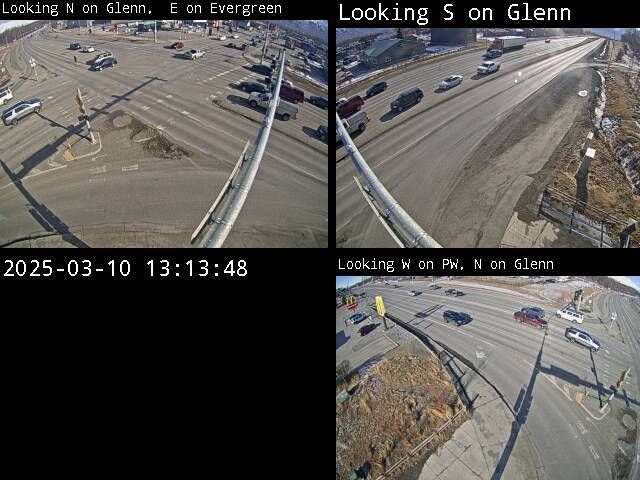 Looking N on Glenn,  E on Evergreen
Looking S on Glenn
2025-03-10 13:13:48
Looking W on PW, N on Glenn